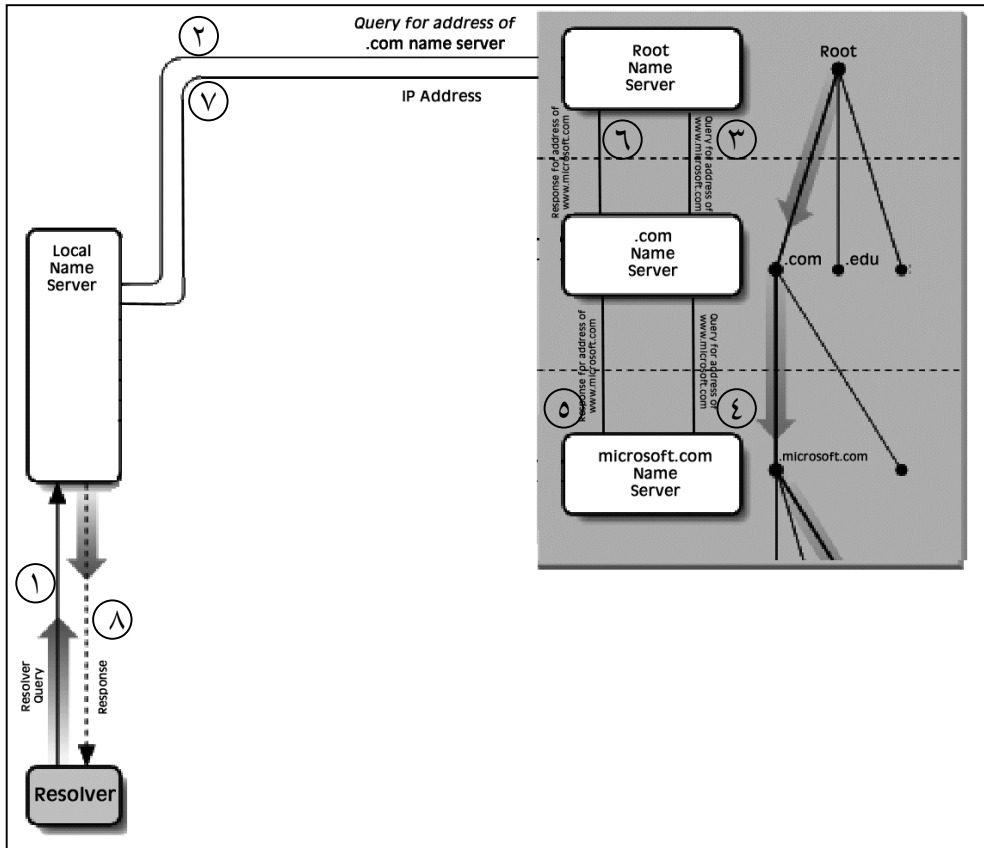 Query for address of
.com name server
٢
٧
IP Address
Root
Name
Server
Root
Response for address of
www.microsoft.com
٦
Query for address of
www.microsoft.com
٣
.com
Name
Server
.com
.edu
Local
Name
Server
Response for address of
www.microsoft.com
٥
Query for address of
www.microsoft.com
٤
microsoft.com
Name
Server
.microsoft.com
١
٨
Resolver
Query
Response
Resolver